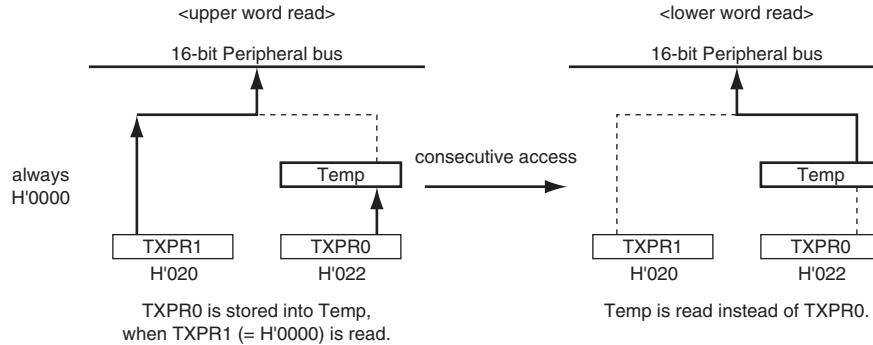 <upper word read>
16-bit Peripheral bus
always
H'0000
Temp
TXPR1
TXPR0
H'020
H'022
TXPR0 is stored into Temp,
when TXPR1 (= H'0000) is read.
consecutive access
<lower word read>
16-bit Peripheral bus
Temp
TXPR1
TXPR0
H'020
H'022
Temp is read instead of TXPR0.